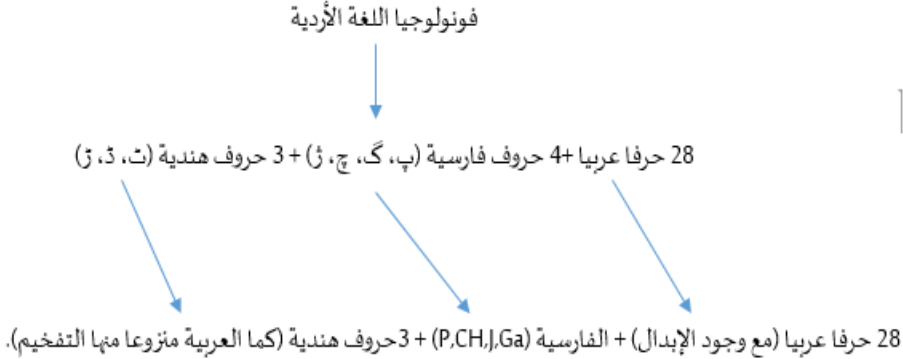 فونولوجيا اللغة الأردية
28 حرفا عربيا +4 حروف فارسية (پ، گ، چ، ژ) + 3 حروف هندية (ٹ، ڈ، ڑ)
28 حرفا عربيا (مع وجود الإبدال) + الفارسية (P,CH,J,Ga) + 3حروف هندية (كما العربية منزوعا منها التفخيم).